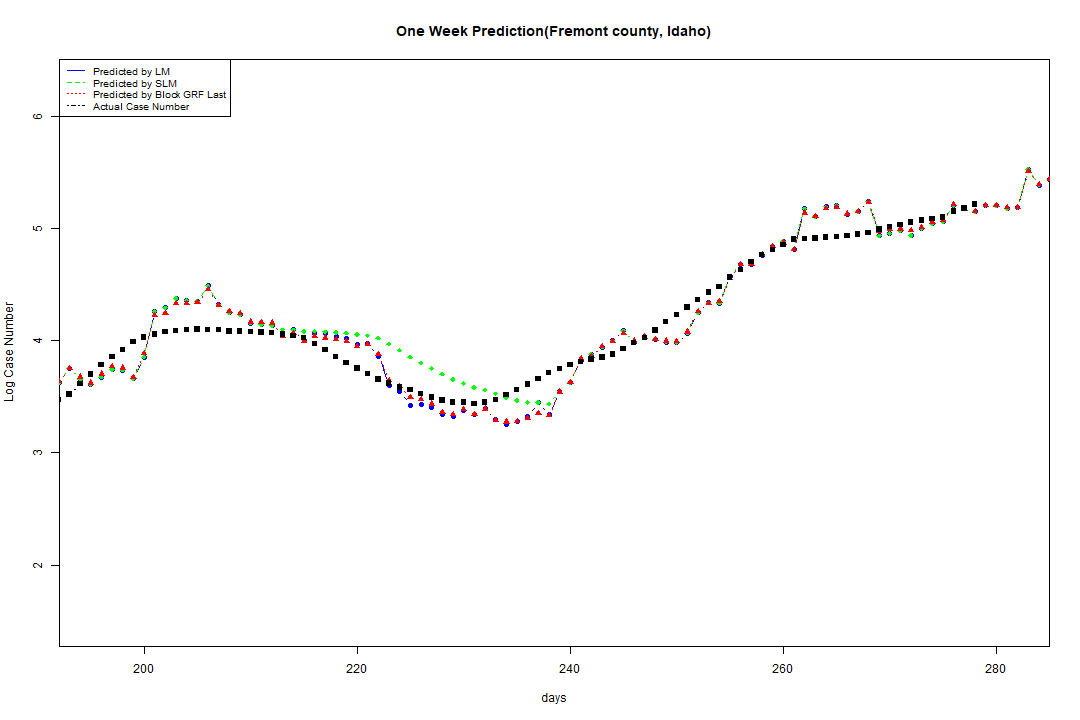 One Week Prediction(Fremont county, Idaho)
Predicted by LM
Predicted by SLM
Predicted by Block GRF Last
Actual Case Number
Log Case Number
6
5
4
3
2
200 220 240 260 280
days